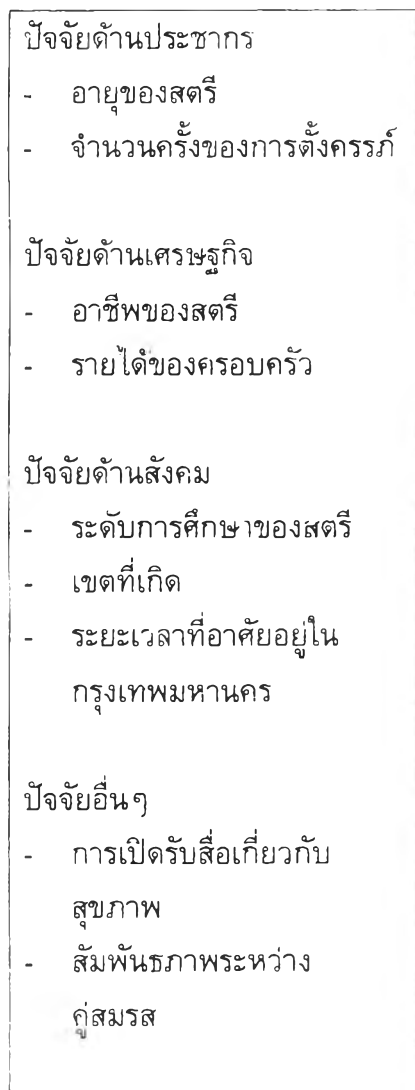 ปัจจัยด้านประชากร
- อายุของสตรี
- จำนวนครั้งของการตั้งครรภ์
ปัจจัยด้านเศรษฐกิจ
- อาชีพของสตรี
- รายได้ของครอบครัว
ปัจจัยด้านสังคม
- ระดับการศึกษาของสตรี
- เขตที่เกิด
- ระยะเวลาที่อาศัยอยู่ใน
กรุงเทพมหานคร
ปัจจัยอื่นๆ
- การเปิดรับสื่อเกี่ยวกับ
สุขภาพ
- สัมพันธภาพระหว่าง
คู่สมรส